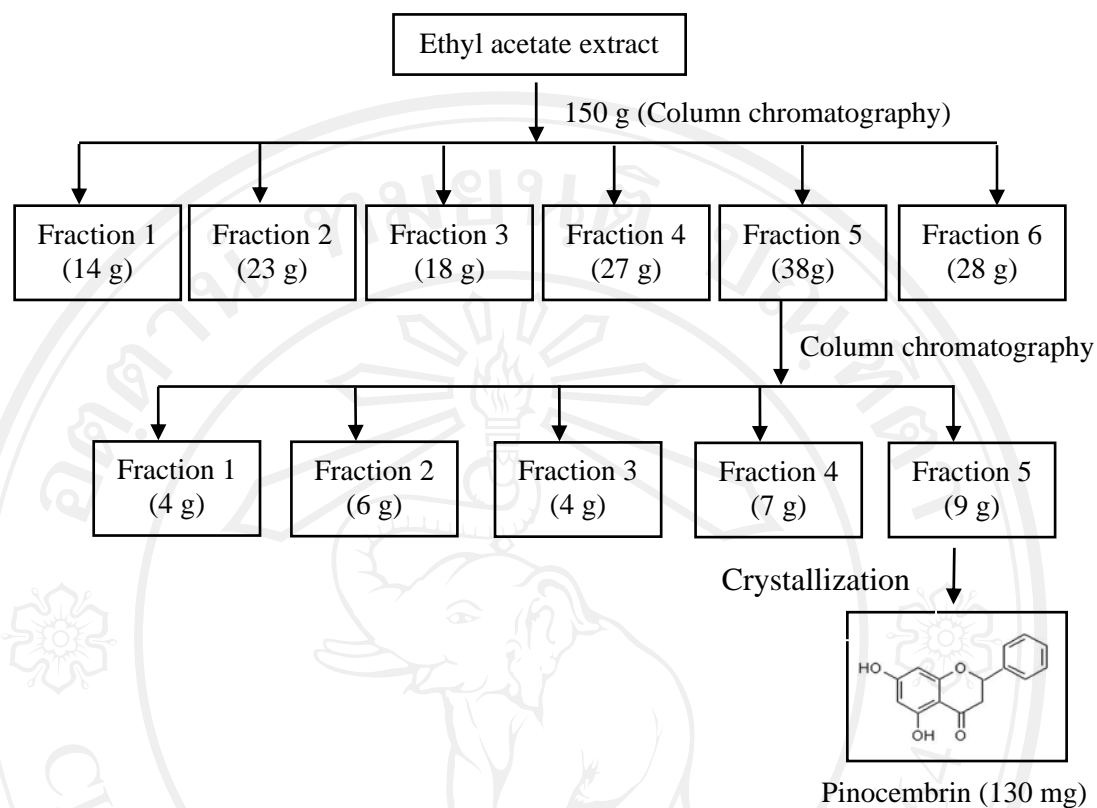 Ethyl acetate extract
150 g (Column chromatography)
Fraction 1
(14 g)
Fraction 2
(23 g)
Fraction 3
(18 g)
Fraction 4
(27 g)
Fraction 5
(38g)
Fraction 6
(28 g)
Column chromatography
Fraction 1
(4 g)
Fraction 2
(6 g)
Fraction 3
(4 g)
Fraction 4
(7 g)
Fraction 5
(9 g)
Crystallization
HO
O
OH
O
Pinocembrin (130 mg)